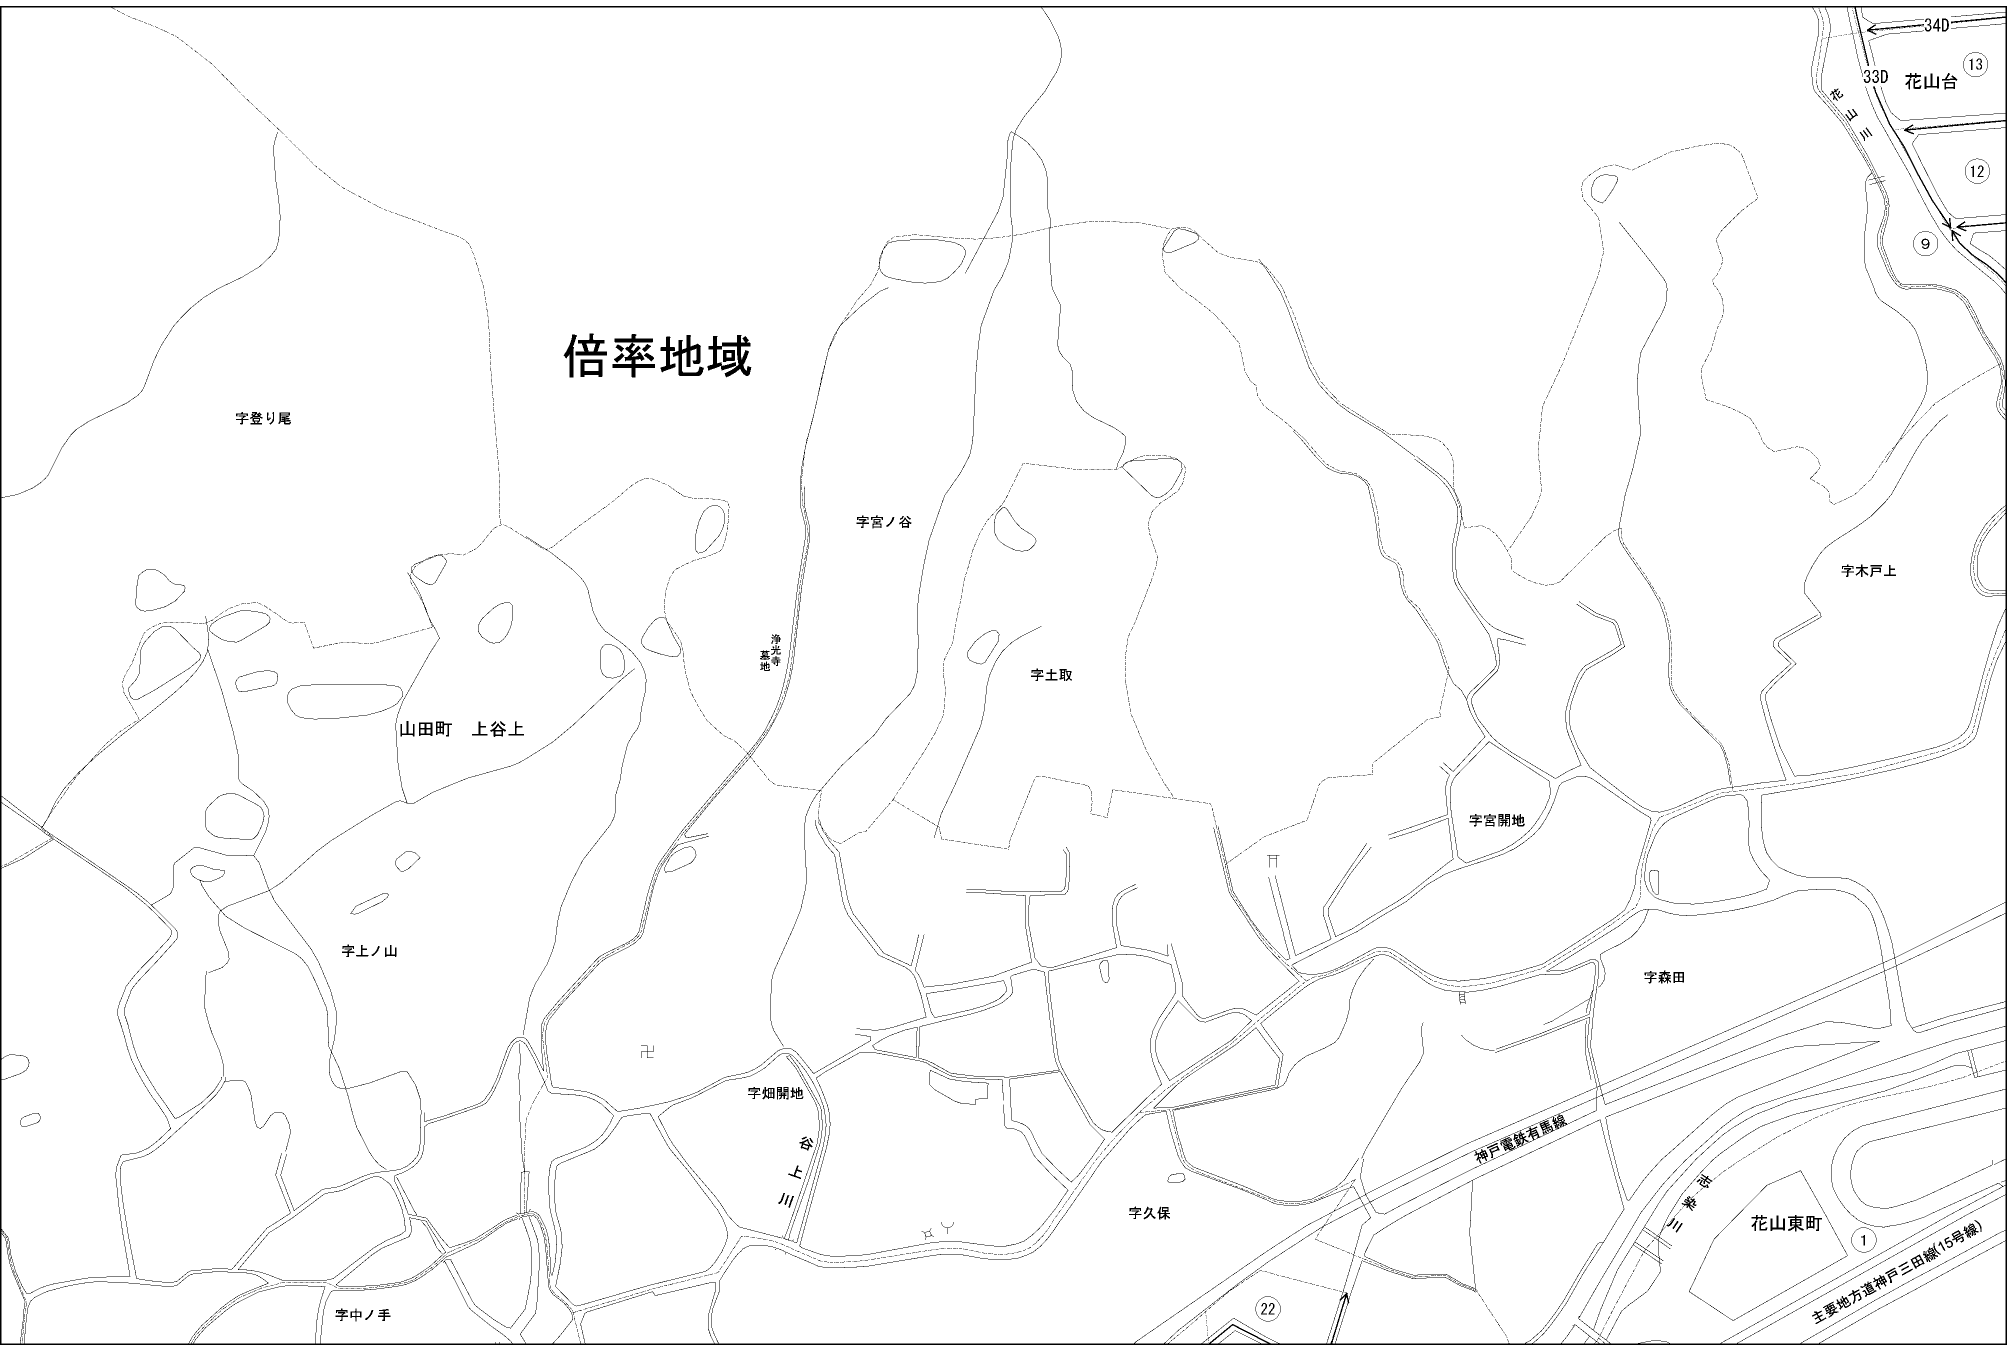 34D
13
33D
花山台
花山川
12
9
倍率地域
字登り尾
字宮ノ谷
字木戸上
浄光寺
墓地
字土取
山田町　上谷上
字宮開地
字上ノ山
字森田
字畑開地
谷上川
神戸電鉄有馬線
志染川
字久保
花山東町
1
主要地方道神戸三田線(15号線)
22
字中ノ手